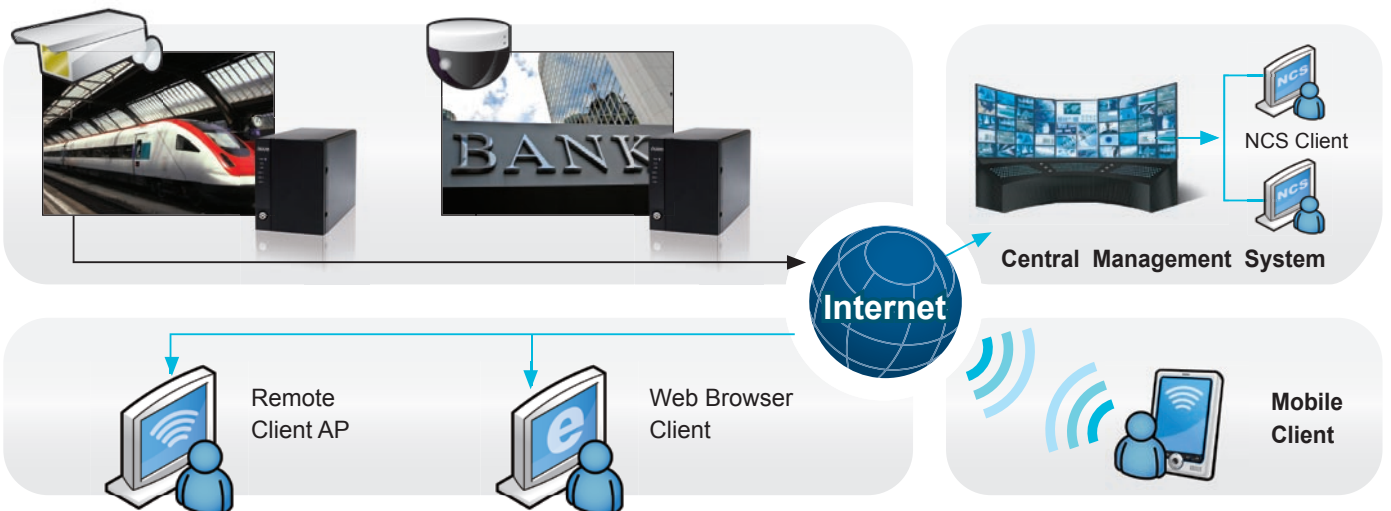 BANK
NCS
NCS Client
NCS
Central Management System
Internet
Remote
Client AP
e
Web Browser
Client
Mobile
Client